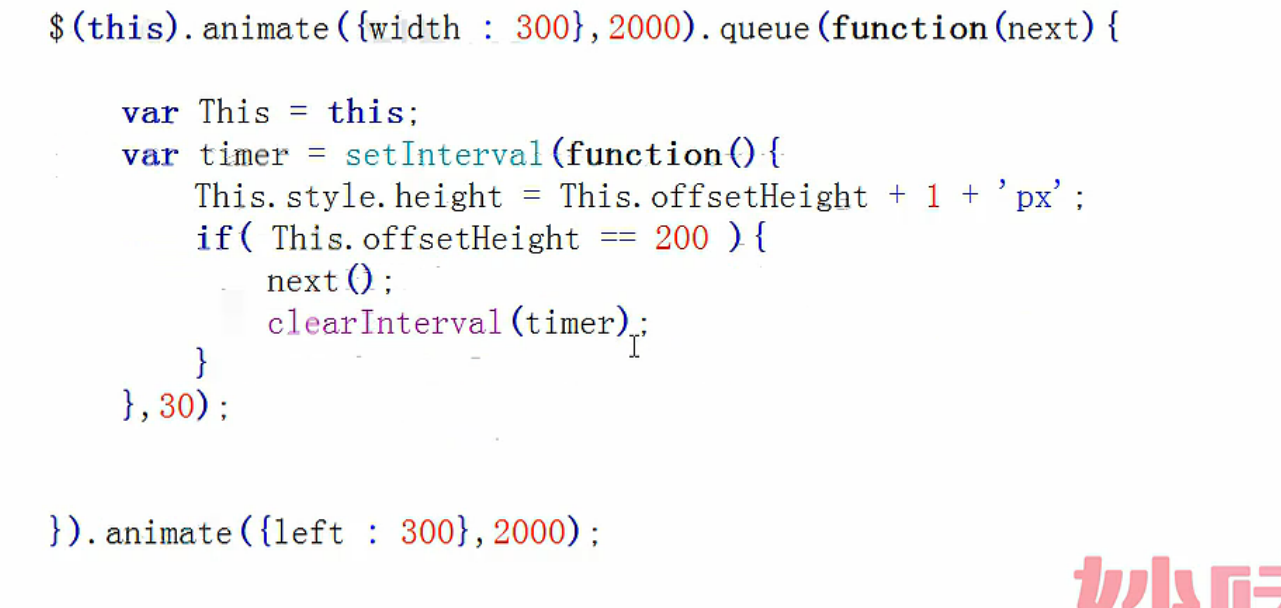 $(this).animate({width : 300},2000).queue(function(next){
var This = this;
var timer = setInterval(function(){
This.style.height = This.offsetHeight + 1 + 'px';
if( This.offsetHeight == 200 ){
next();
clearInterval(timer);
}
},30);
}).animate({left : 300},2000);
妙